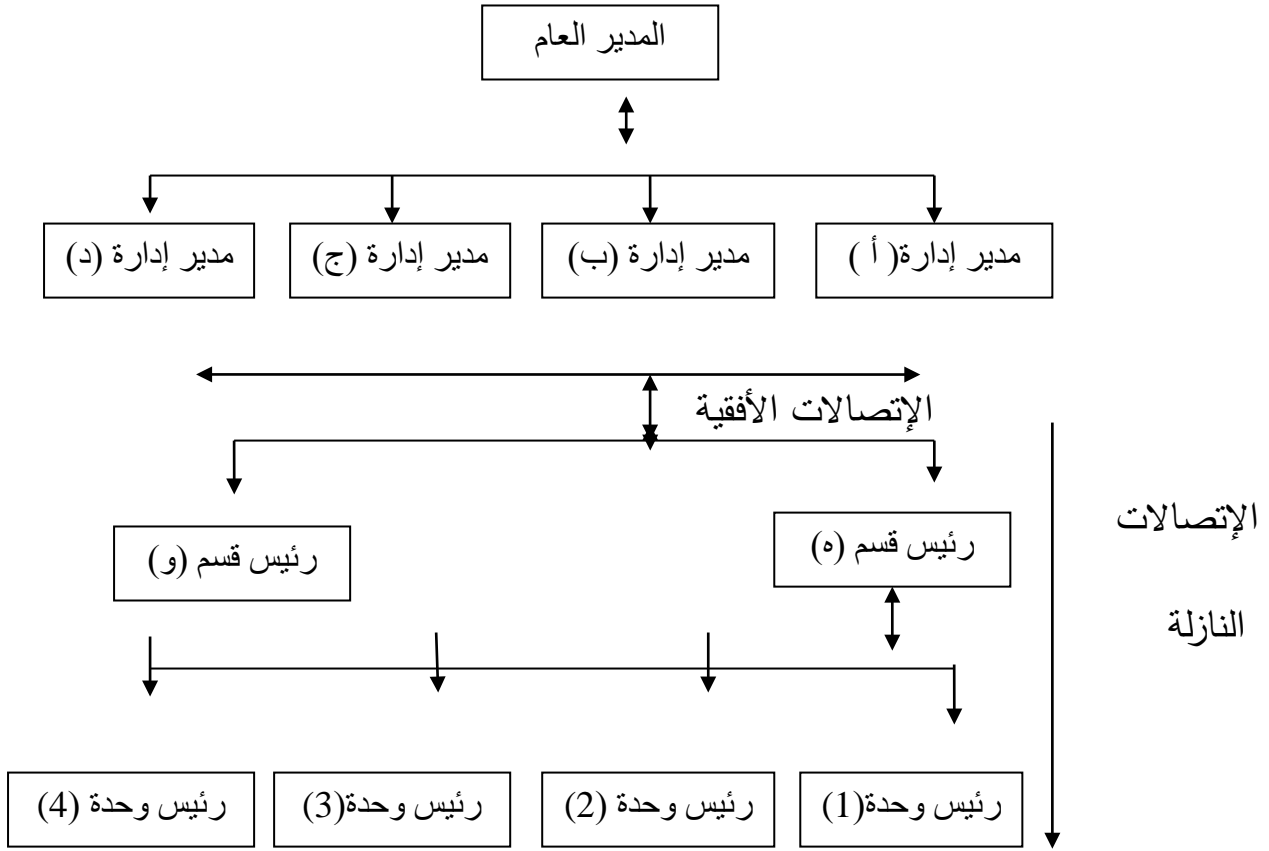 المدير العام
مدير إدارة( أ )
مدير إدارة (ب)
مدير إدارة (ج)
مدير إدارة (د)
الإتصالات الأفقية
الإتصالات
النازلة
رئيس قسم (ه)
رئيس قسم (و)
رئيس وحدة(1)
رئيس وحدة (2)
رئيس وحدة(3)
رئيس وحدة (4)